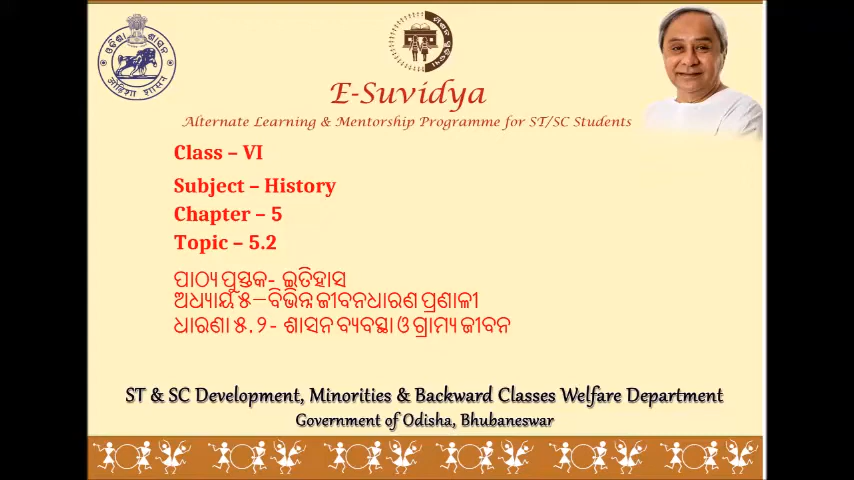 E-Suvidya
Alternate Learning & Mentorship Programme for ST/SC Students
Class – VI
Subject – History
Chapter – 5
Topic – 5.2
ପାଠ୍ୟ ପୁସ୍ତକ- ଇତିହାସ
ଅଧ୍ୟାୟ ୫–ବିଭିନ୍ନ ଜୀବନଧାରଣ ପ୍ରଣାଳୀ
ଧାରଣା ୫.୨- ଶାସନ ବ୍ୟବସ୍ଥା ଓ ଗ୍ରାମ୍ୟ ଜୀବନ
ST & SC Development, Minorities & Backward Classes Welfare Department
Government of Odisha, Bhubaneswar